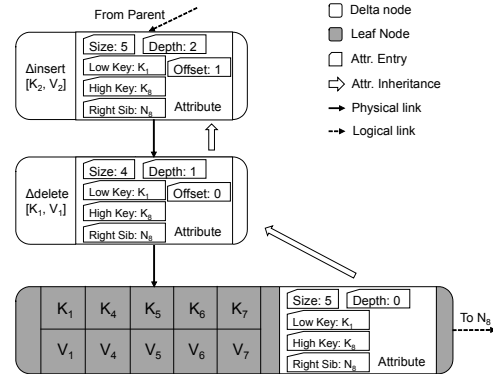 From Parent
Δinsert
[K2, V2]
Size: 5
Depth: 2
Low Key: K1
Offset: 1
High Key: K8
Right Sib: N8
Attribute
Δdelete
[K1, V1]
Size: 4
Depth: 1
Low Key: K1
Offset: 0
High Key: K8
Right Sib: N8
Attribute
K1 K4 K5 K6 K7
V1 V4 V5 V6 V7
Size: 5
Depth: 0
Low Key: K1
High Key: K8
Right Sib: N8
Attribute
To N8
Delta node
Leaf Node
Attr. Entry
Attr. Inheritance
Physical link
Logical link